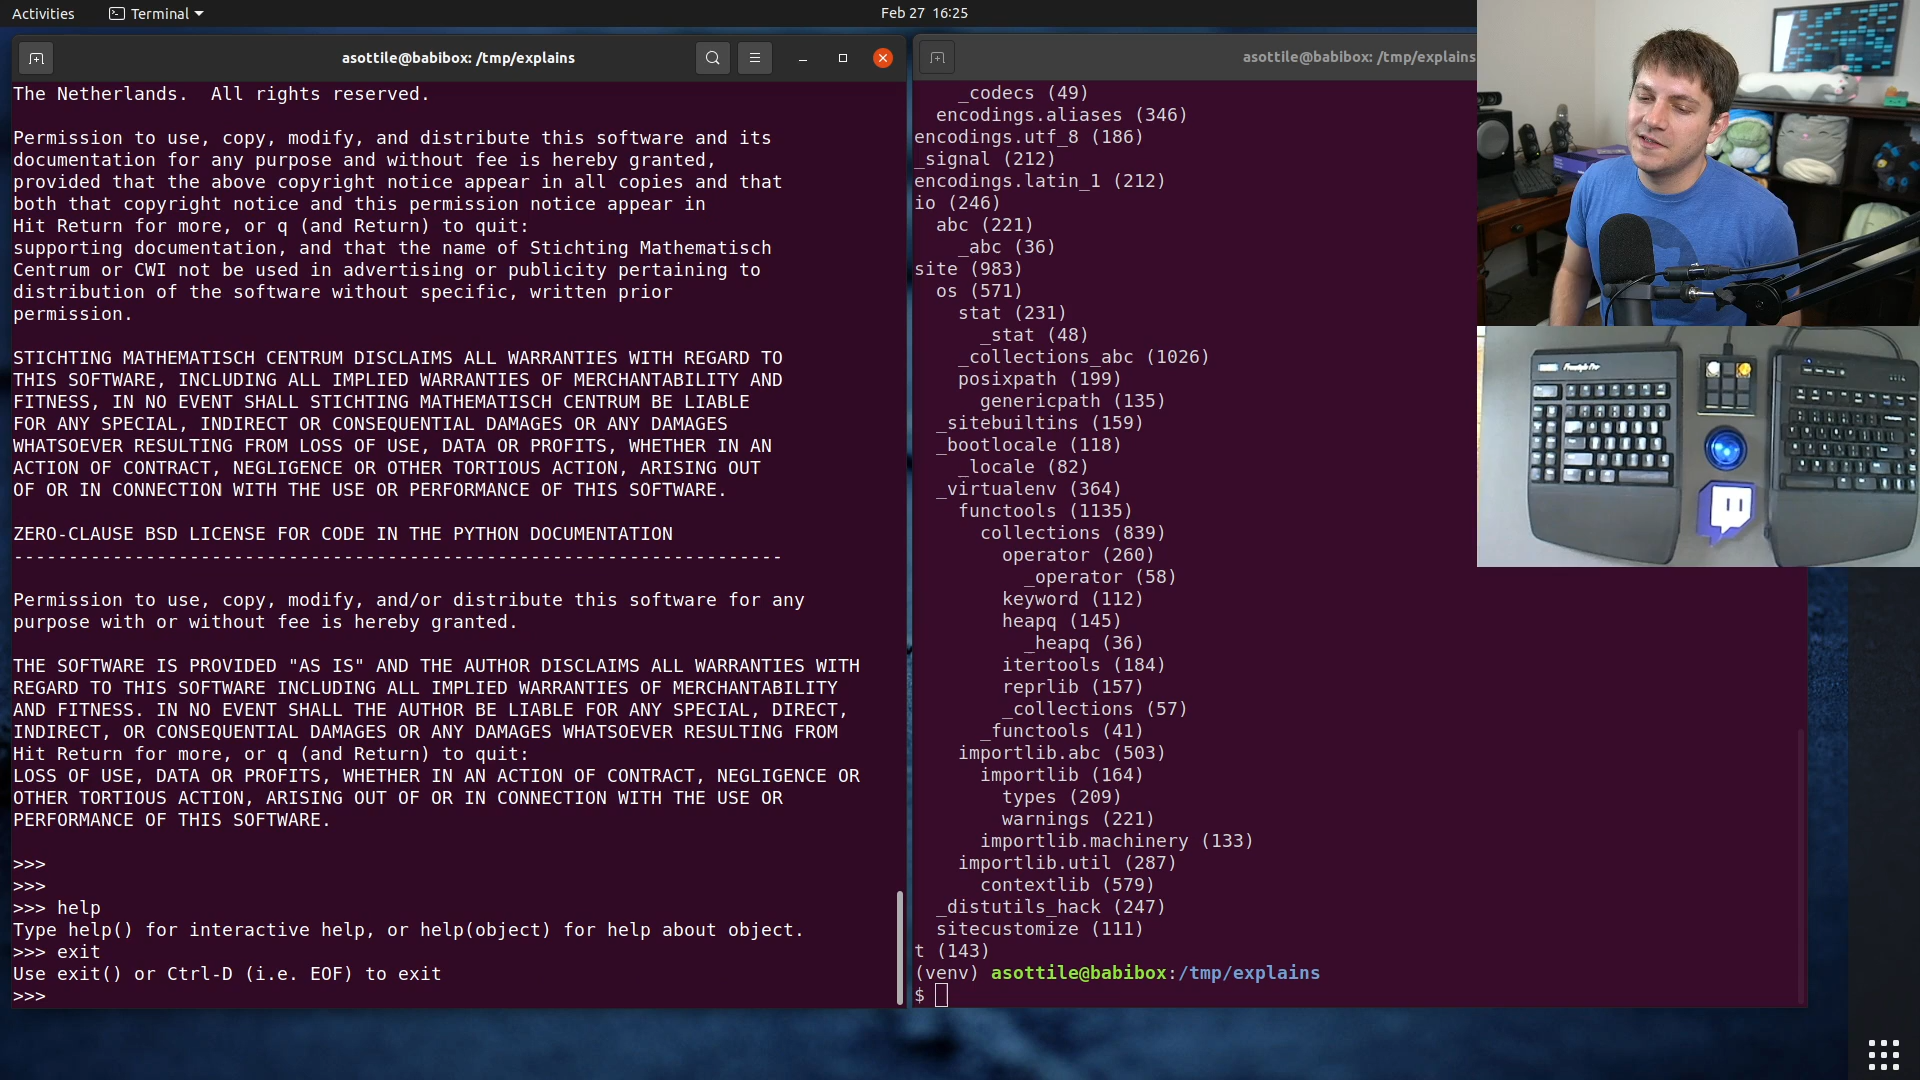 Activities
Terminal
Feb 27 16:25
asottile@babibox: /tmp/explains
The Netherlands.  All rights reserved.
Permission to use, copy, modify, and distribute this software and its
documentation for any purpose and without fee is hereby granted,
provided that the above copyright notice appear in all copies and that
both that copyright notice and this permission notice appear in
Hit Return for more, or q (and Return) to quit:
supporting documentation, and that the name of Stichting Mathematisch
Centrum or CWI not be used in advertising or publicity pertaining to
distribution of the software without specific, written prior
permission.
STICHTING MATHEMATISCH CENTRUM DISCLAIMS ALL WARRANTIES WITH REGARD TO
THIS SOFTWARE, INCLUDING ALL IMPLIED WARRANTIES OF MERCHANTABILITY AND
FITNESS, IN NO EVENT SHALL STICHTING MATHEMATISCH CENTRUM BE LIABLE
FOR ANY SPECIAL, INDIRECT OR CONSEQUENTIAL DAMAGES OR ANY DAMAGES
WHATSOEVER RESULTING FROM LOSS OF USE, DATA OR PROFITS, WHETHER IN AN
ACTION OF CONTRACT, NEGLIGENCE OR OTHER TORTIOUS ACTION, ARISING OUT
OF OR IN CONNECTION WITH THE USE OR PERFORMANCE OF THIS SOFTWARE.
ZERO-CLAUSE BSD LICENSE FOR CODE IN THE PYTHON DOCUMENTATION
----------------------------------------------------------------------
Permission to use, copy, modify, and/or distribute this software for any
purpose with or without fee is hereby granted.
THE SOFTWARE IS PROVIDED "AS IS" AND THE AUTHOR DISCLAIMS ALL WARRANTIES WITH
REGARD TO THIS SOFTWARE INCLUDING ALL IMPLIED WARRANTIES OF MERCHANTABILITY
AND FITNESS. IN NO EVENT SHALL THE AUTHOR BE LIABLE FOR ANY SPECIAL, DIRECT,
INDIRECT, OR CONSEQUENTIAL DAMAGES OR ANY DAMAGES WHATSOEVER RESULTING FROM
Hit Return for more, or q (and Return) to quit:
LOSS OF USE, DATA OR PROFITS, WHETHER IN AN ACTION OF CONTRACT, NEGLIGENCE OR
OTHER TORTIOUS ACTION, ARISING OUT OF OR IN CONNECTION WITH THE USE OR
PERFORMANCE OF THIS SOFTWARE.
>>>
>>>
>>> help
Type help() for interactive help, or help(object) for help about object.
>>> exit
Use exit() or Ctrl-D (i.e. EOF) to exit
>>>
asottile@babibox: /tmp/explains
    _codecs (49)
  encodings.aliases (346)
encodings.utf_8 (186)
_signal (212)
encodings.latin_1 (212)
io (246)
  abc (221)
    _abc (36)
site (983)
  os (571)
    stat (231)
      _stat (48)
    _collections_abc (1026)
    posixpath (199)
      genericpath (135)
  _sitebuiltins (159)
  _bootlocale (118)
    _locale (82)
  _virtualenv (364)
    functools (1135)
      collections (839)
        operator (260)
          _operator (58)
        keyword (112)
        heapq (145)
          _heapq (36)
        itertools (184)
        reprlib (157)
        _collections (57)
      _functools (41)
    importlib.abc (503)
      importlib (164)
        types (209)
        warnings (221)
      importlib.machinery (133)
    importlib.util (287)
      contextlib (579)
  _distutils_hack (247)
  sitecustomize (111)
t (143)
(venv) asottile@babibox:/tmp/explains
$